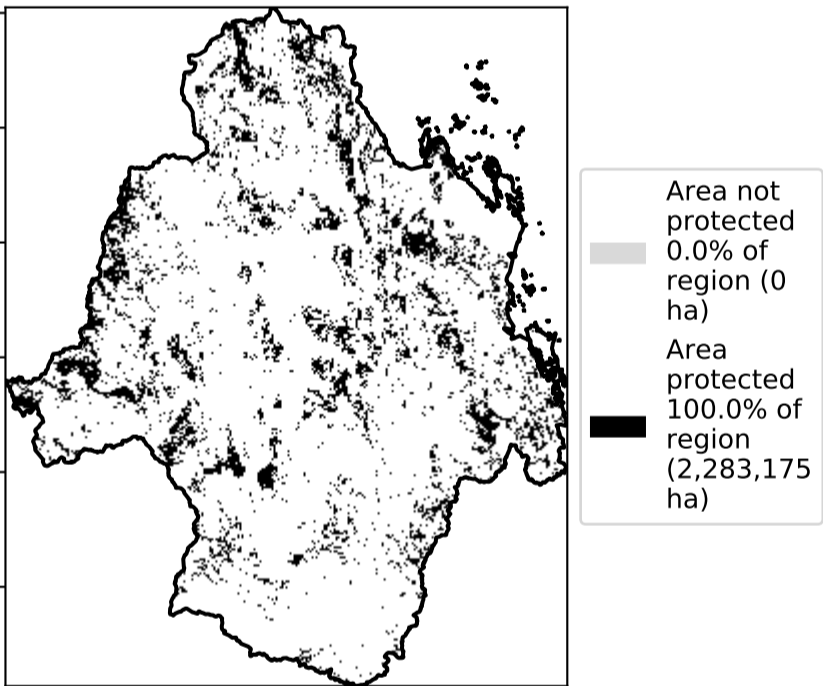 Area not
protected
0.0% of
region (0
ha)
Area
protected
100.0% of
region
(2,283,175
ha)